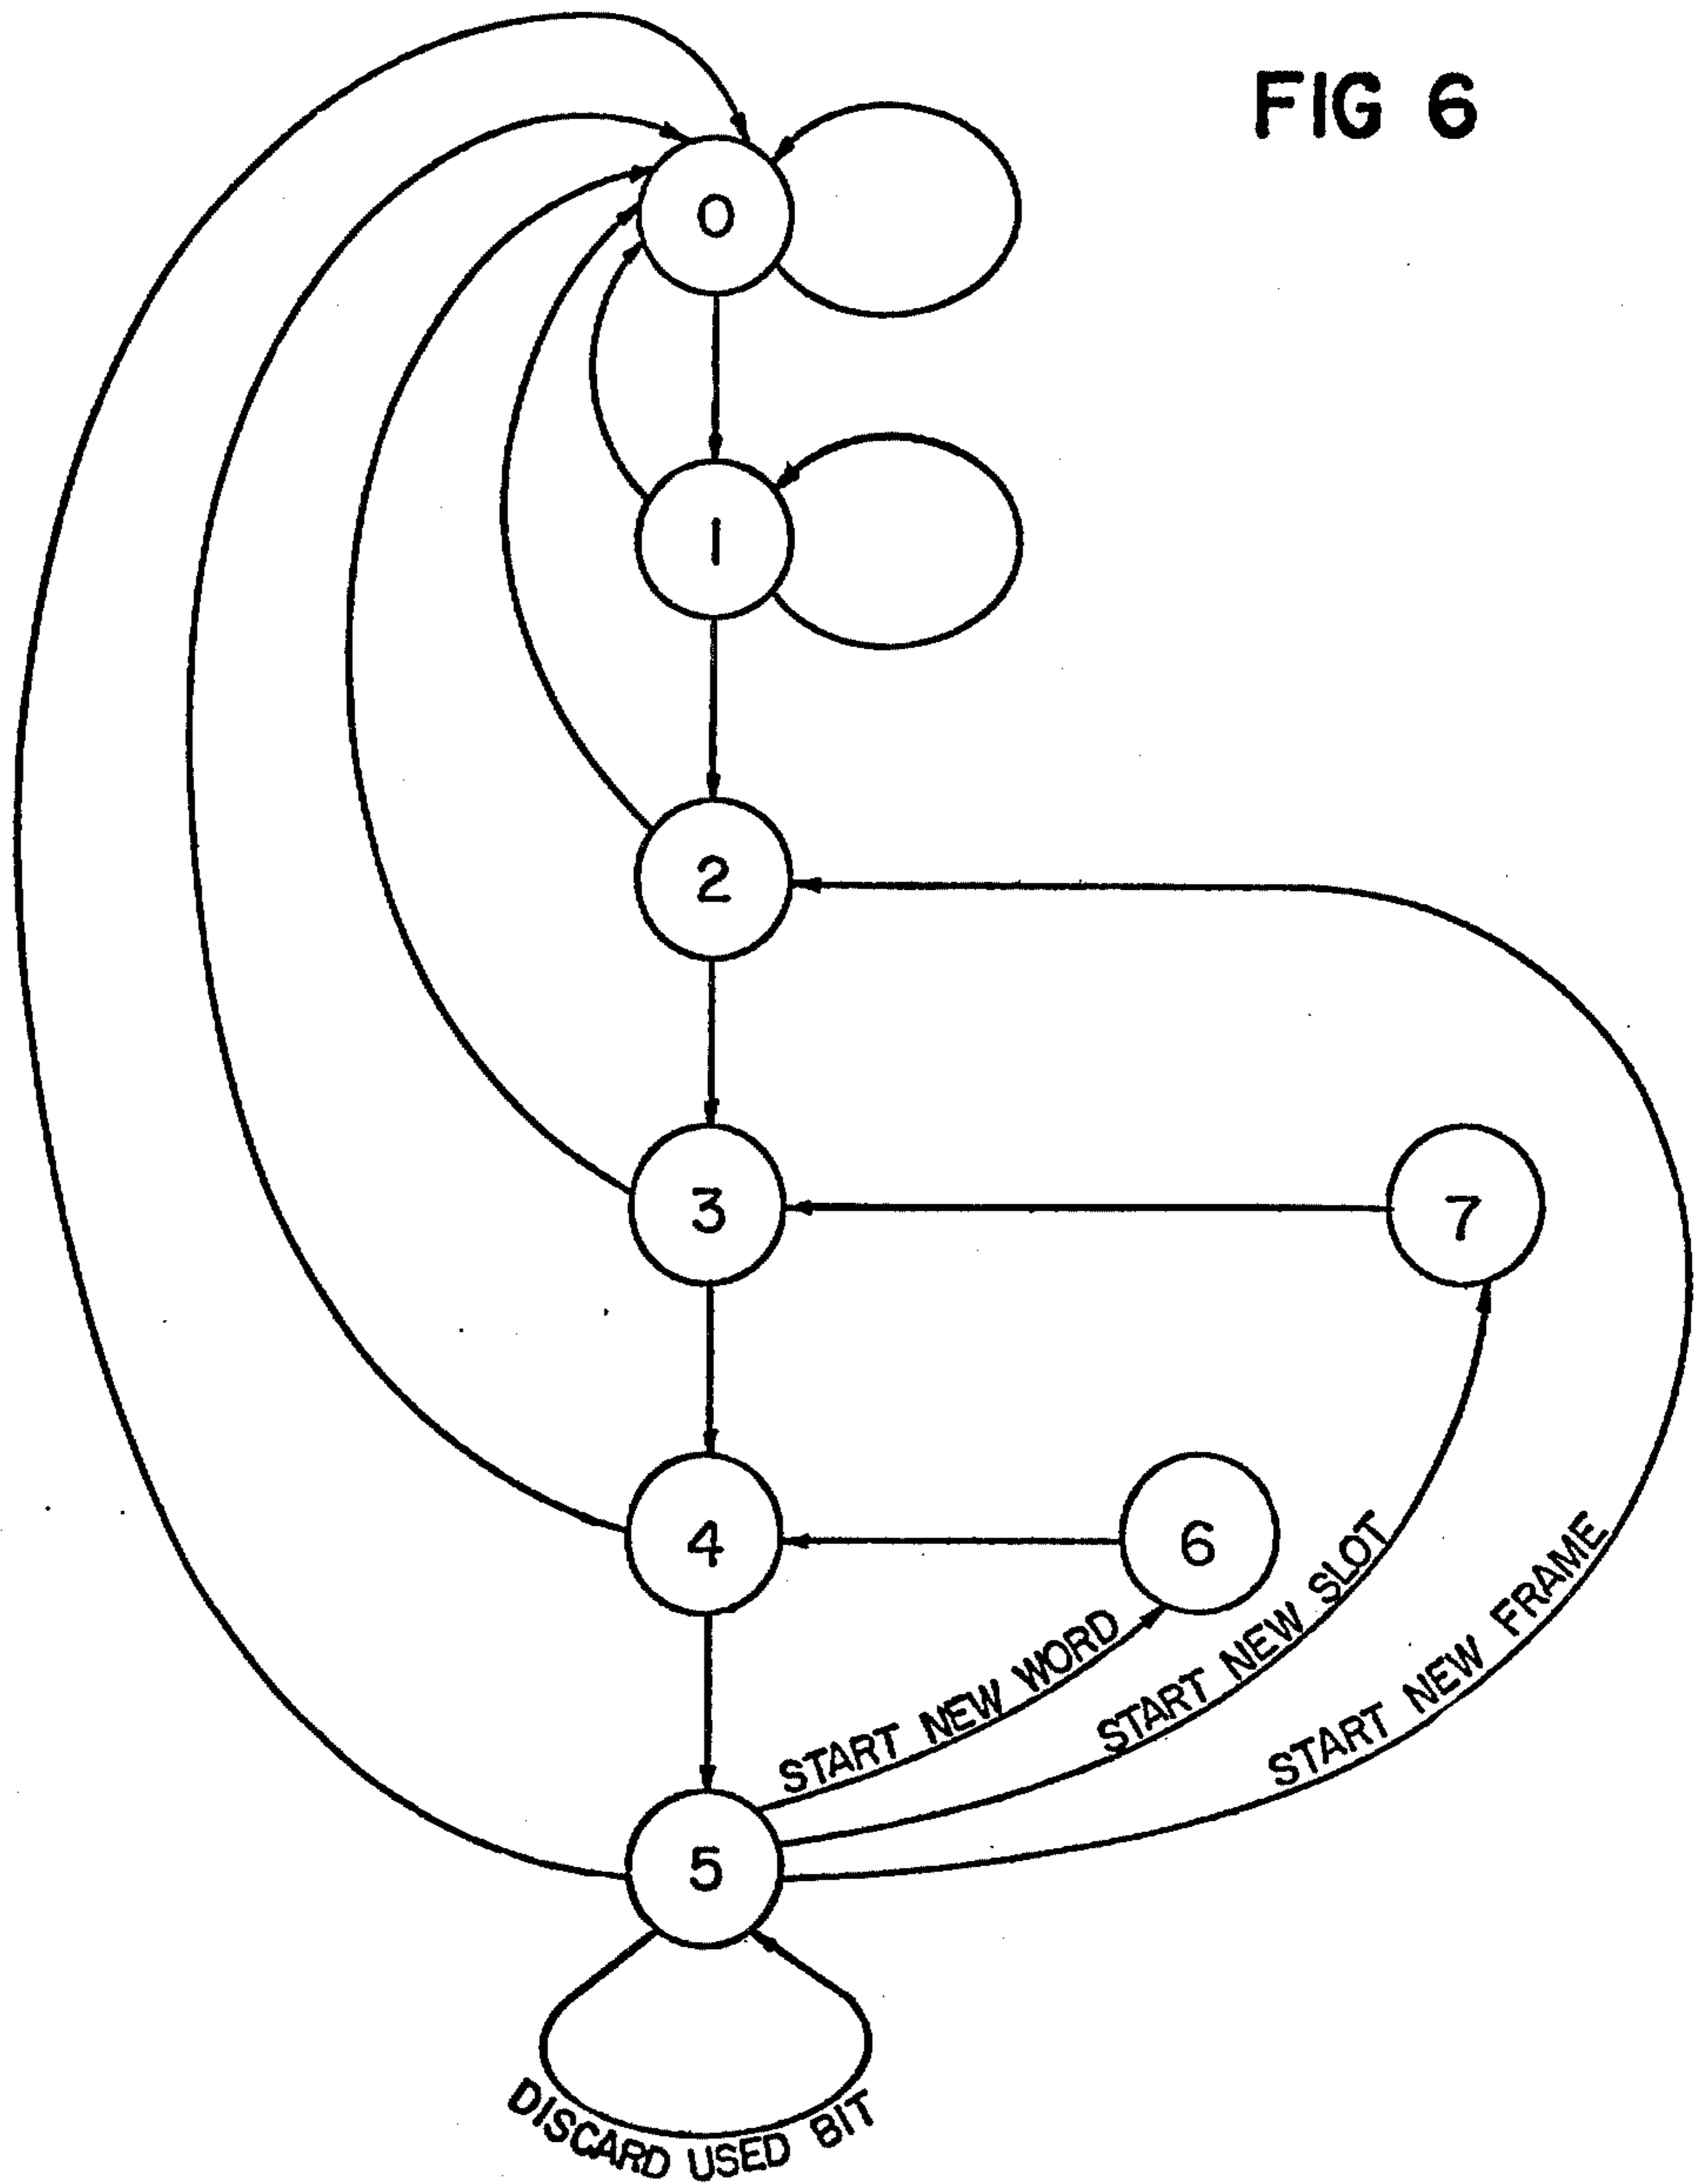 FIG 6
0
1
2
3
7
4
6
5
START NEW WORD
START NEW SLOT
START NEW FRAME
DISCARD USED BIT